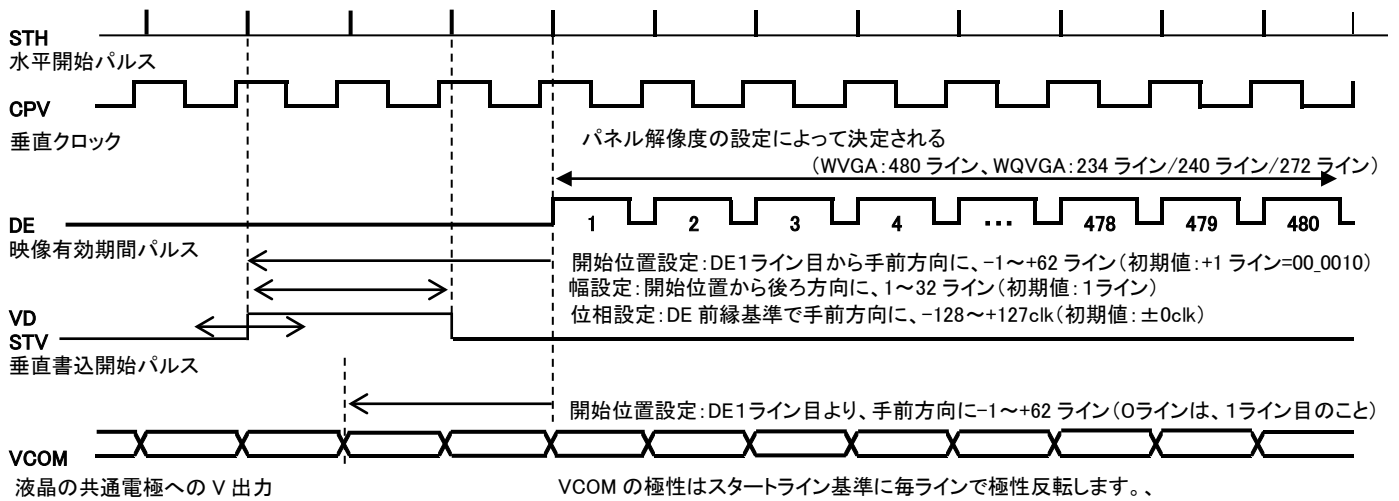 STH
水平開始パルス
CPV
垂直クロック
パネル解像度の設定によって決定される
(WVGA:480 ライン、WQVGA:234 ライン/240 ライン/272 ライン)
DE
1 2 3 4 … 478 479 480
映像有効期間パルス
開始位置設定:DE1ライン目から手前方向に、-1~+62 ライン(初期値:+1 ライン=00_0010)
幅設定:開始位置から後ろ方向に、1~32 ライン(初期値:1ライン)
VD
位相設定:DE 前縁基準で手前方向に、-128~+127clk(初期値:±0clk)
STV
垂直書込開始パルス
開始位置設定:DE1ライン目より、手前方向に-1~+62 ライン(0ラインは、1ライン目のこと)
VCOM
液晶の共通電極への V 出力
VCOM の極性はスタートライン基準に毎ラインで極性反転します。、